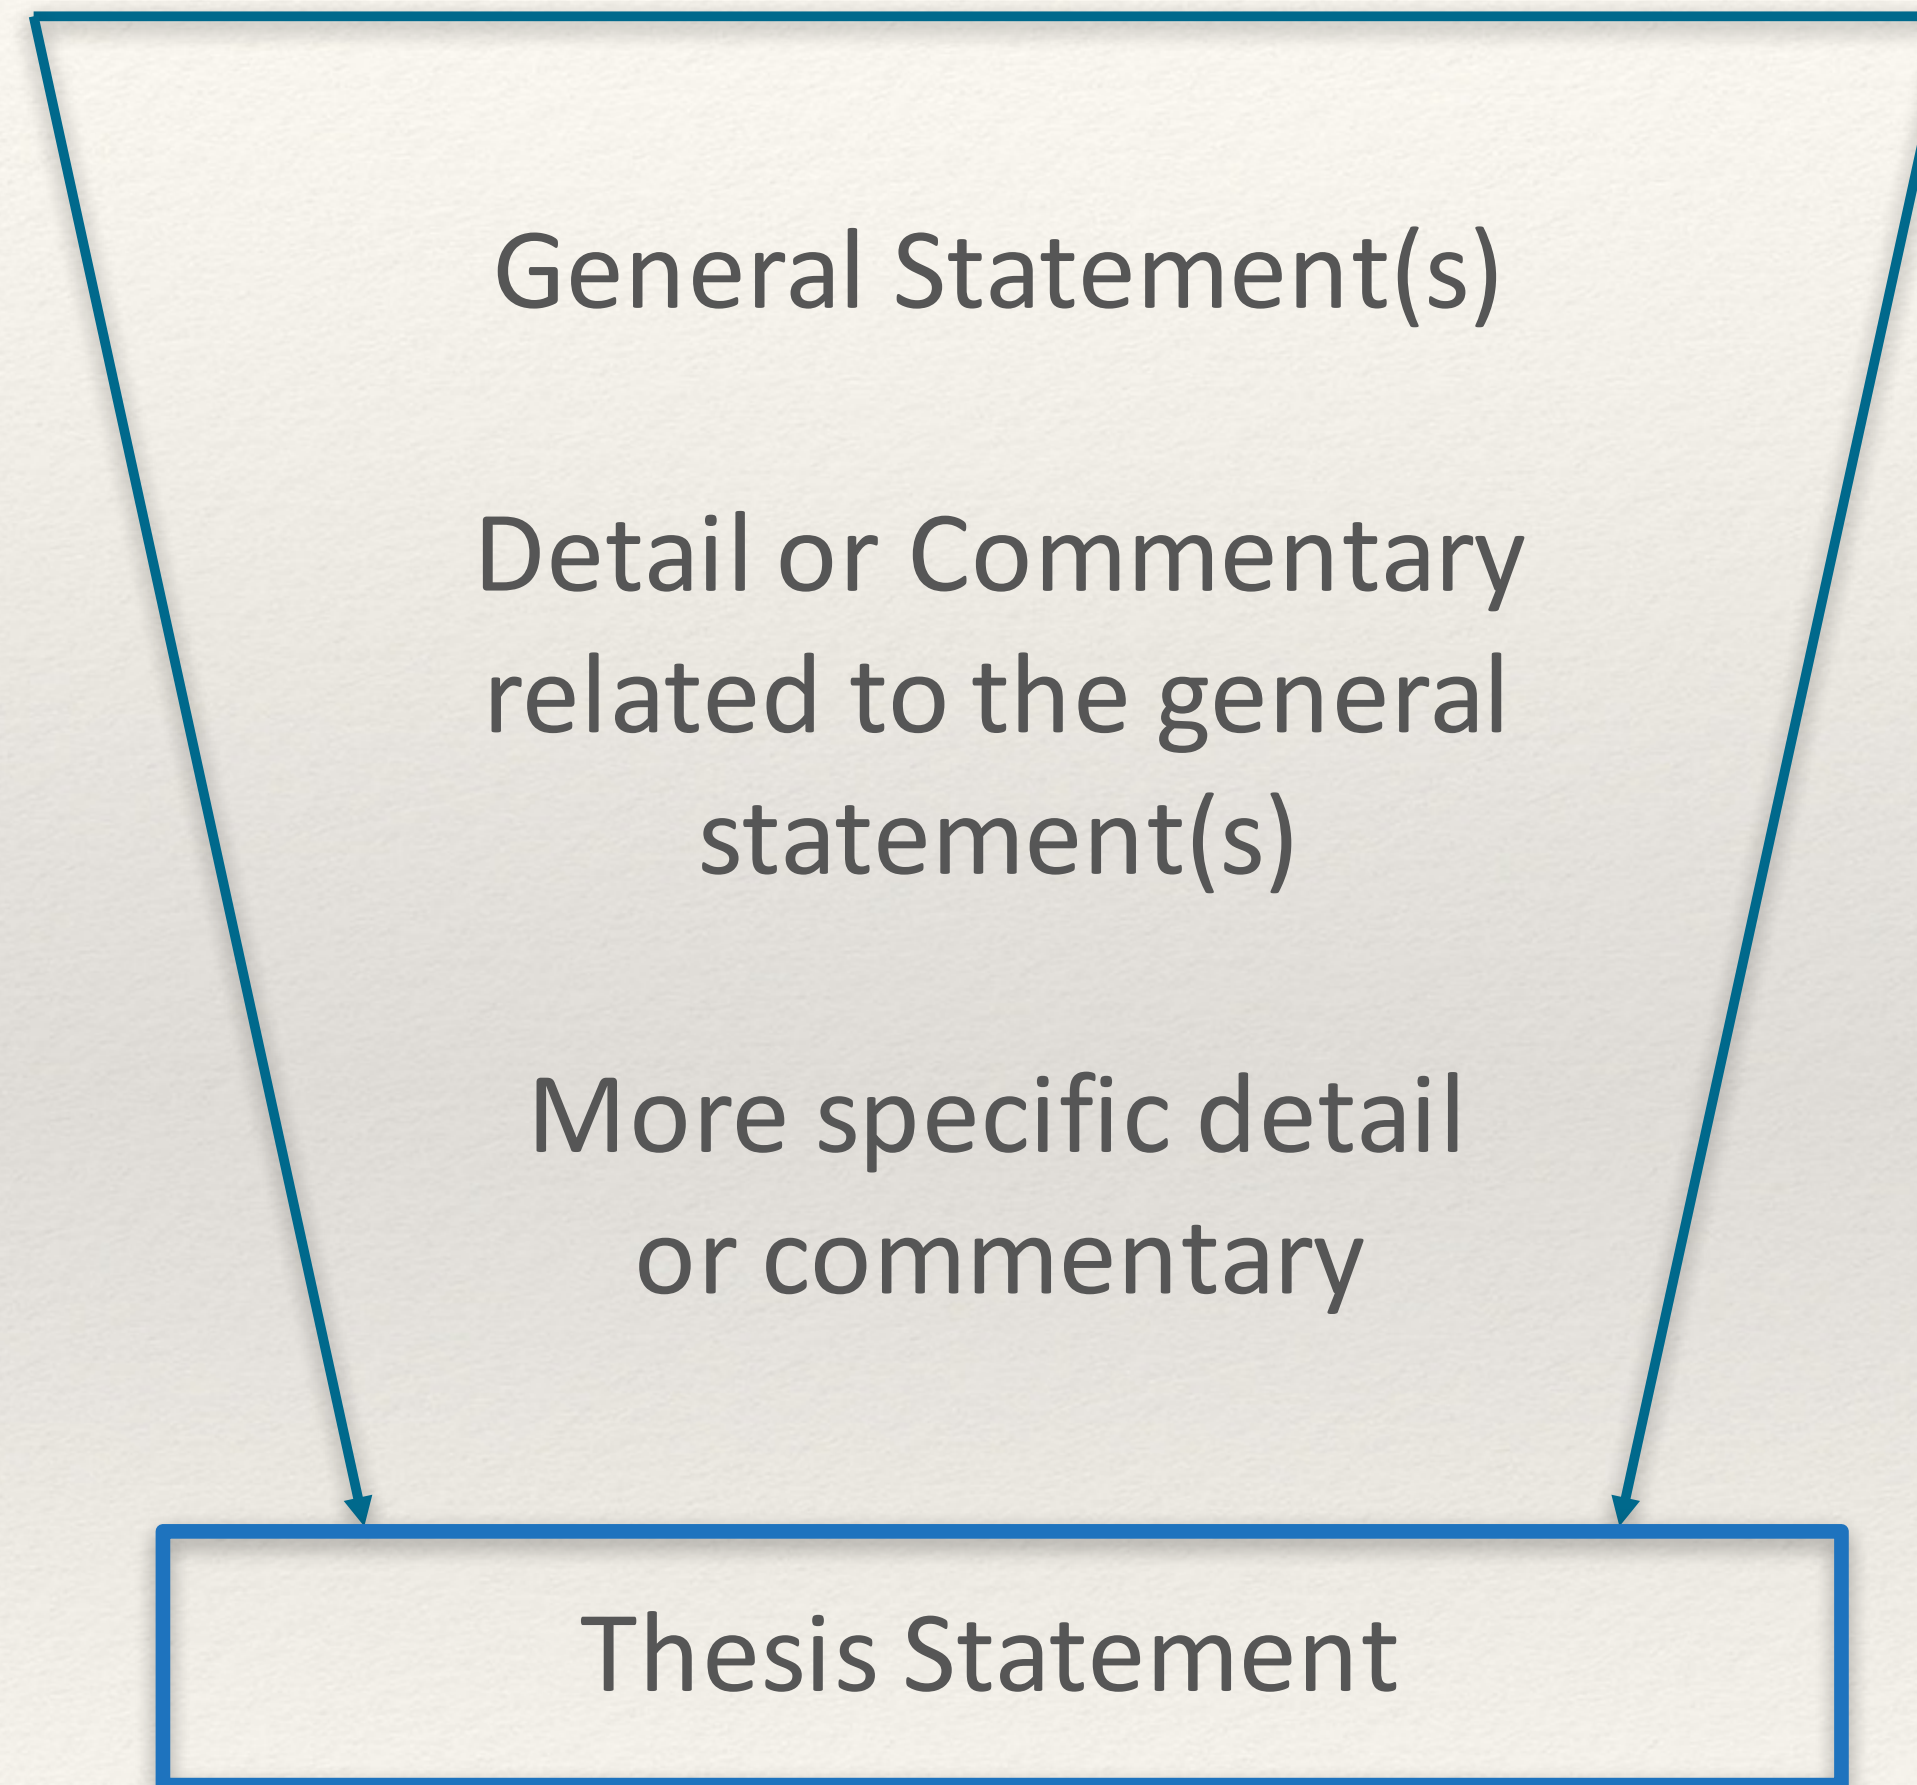 General Statement(s)
Detail or Commentary
related to the general
statement(s)
More specific detail
or commentary
Thesis Statement